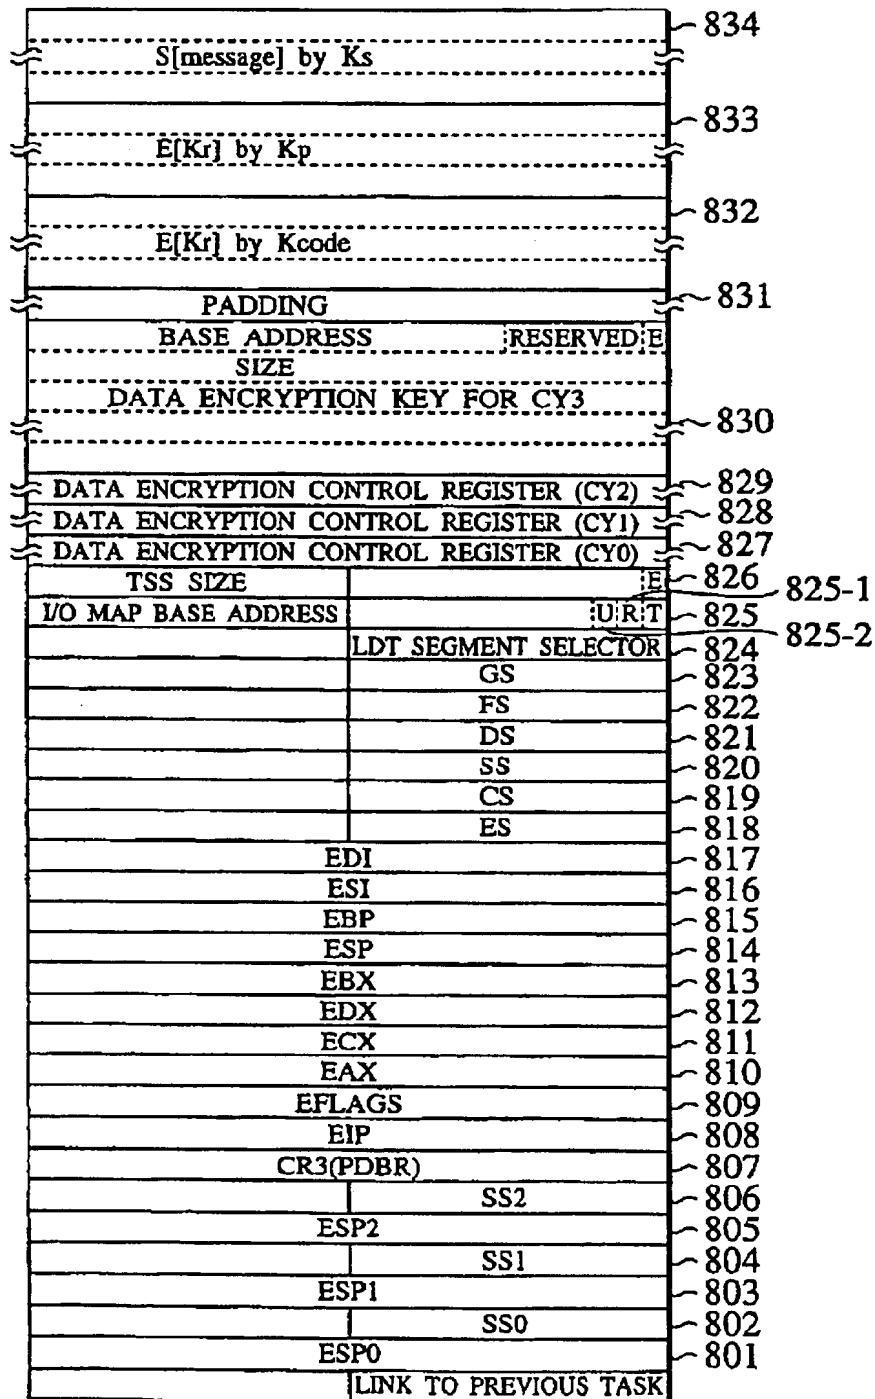 834
S[message] by Ks
833
E[Kr] by Kp
832
E[Kr] by Kcode
831
PADDING
BASE ADDRESS RESERVED E
SIZE
DATA ENCRYPTION KEY FOR CY3
830
DATA ENCRYPTION CONTROL REGISTER (CY2) 829
DATA ENCRYPTION CONTROL REGISTER (CY1) 828
DATA ENCRYPTION CONTROL REGISTER (CY0) 827
TSS SIZE E 826
825-1
I/O MAP BASE ADDRESS U R T 825
825-2
LDT SEGMENT SELECTOR 824
GS 823
FS 822
DS 821
SS 820
CS 819
ES 818
EDI 817
ESI 816
EBP 815
ESP 814
EBX 813
EDX 812
ECX 811
EAX 810
EFLAGS 809
EIP 808
CR3(PDBR) 807
SS2 806
ESP2 805
SS1 804
ESP1 803
SS0 802
ESP0 801
LINK TO PREVIOUS TASK